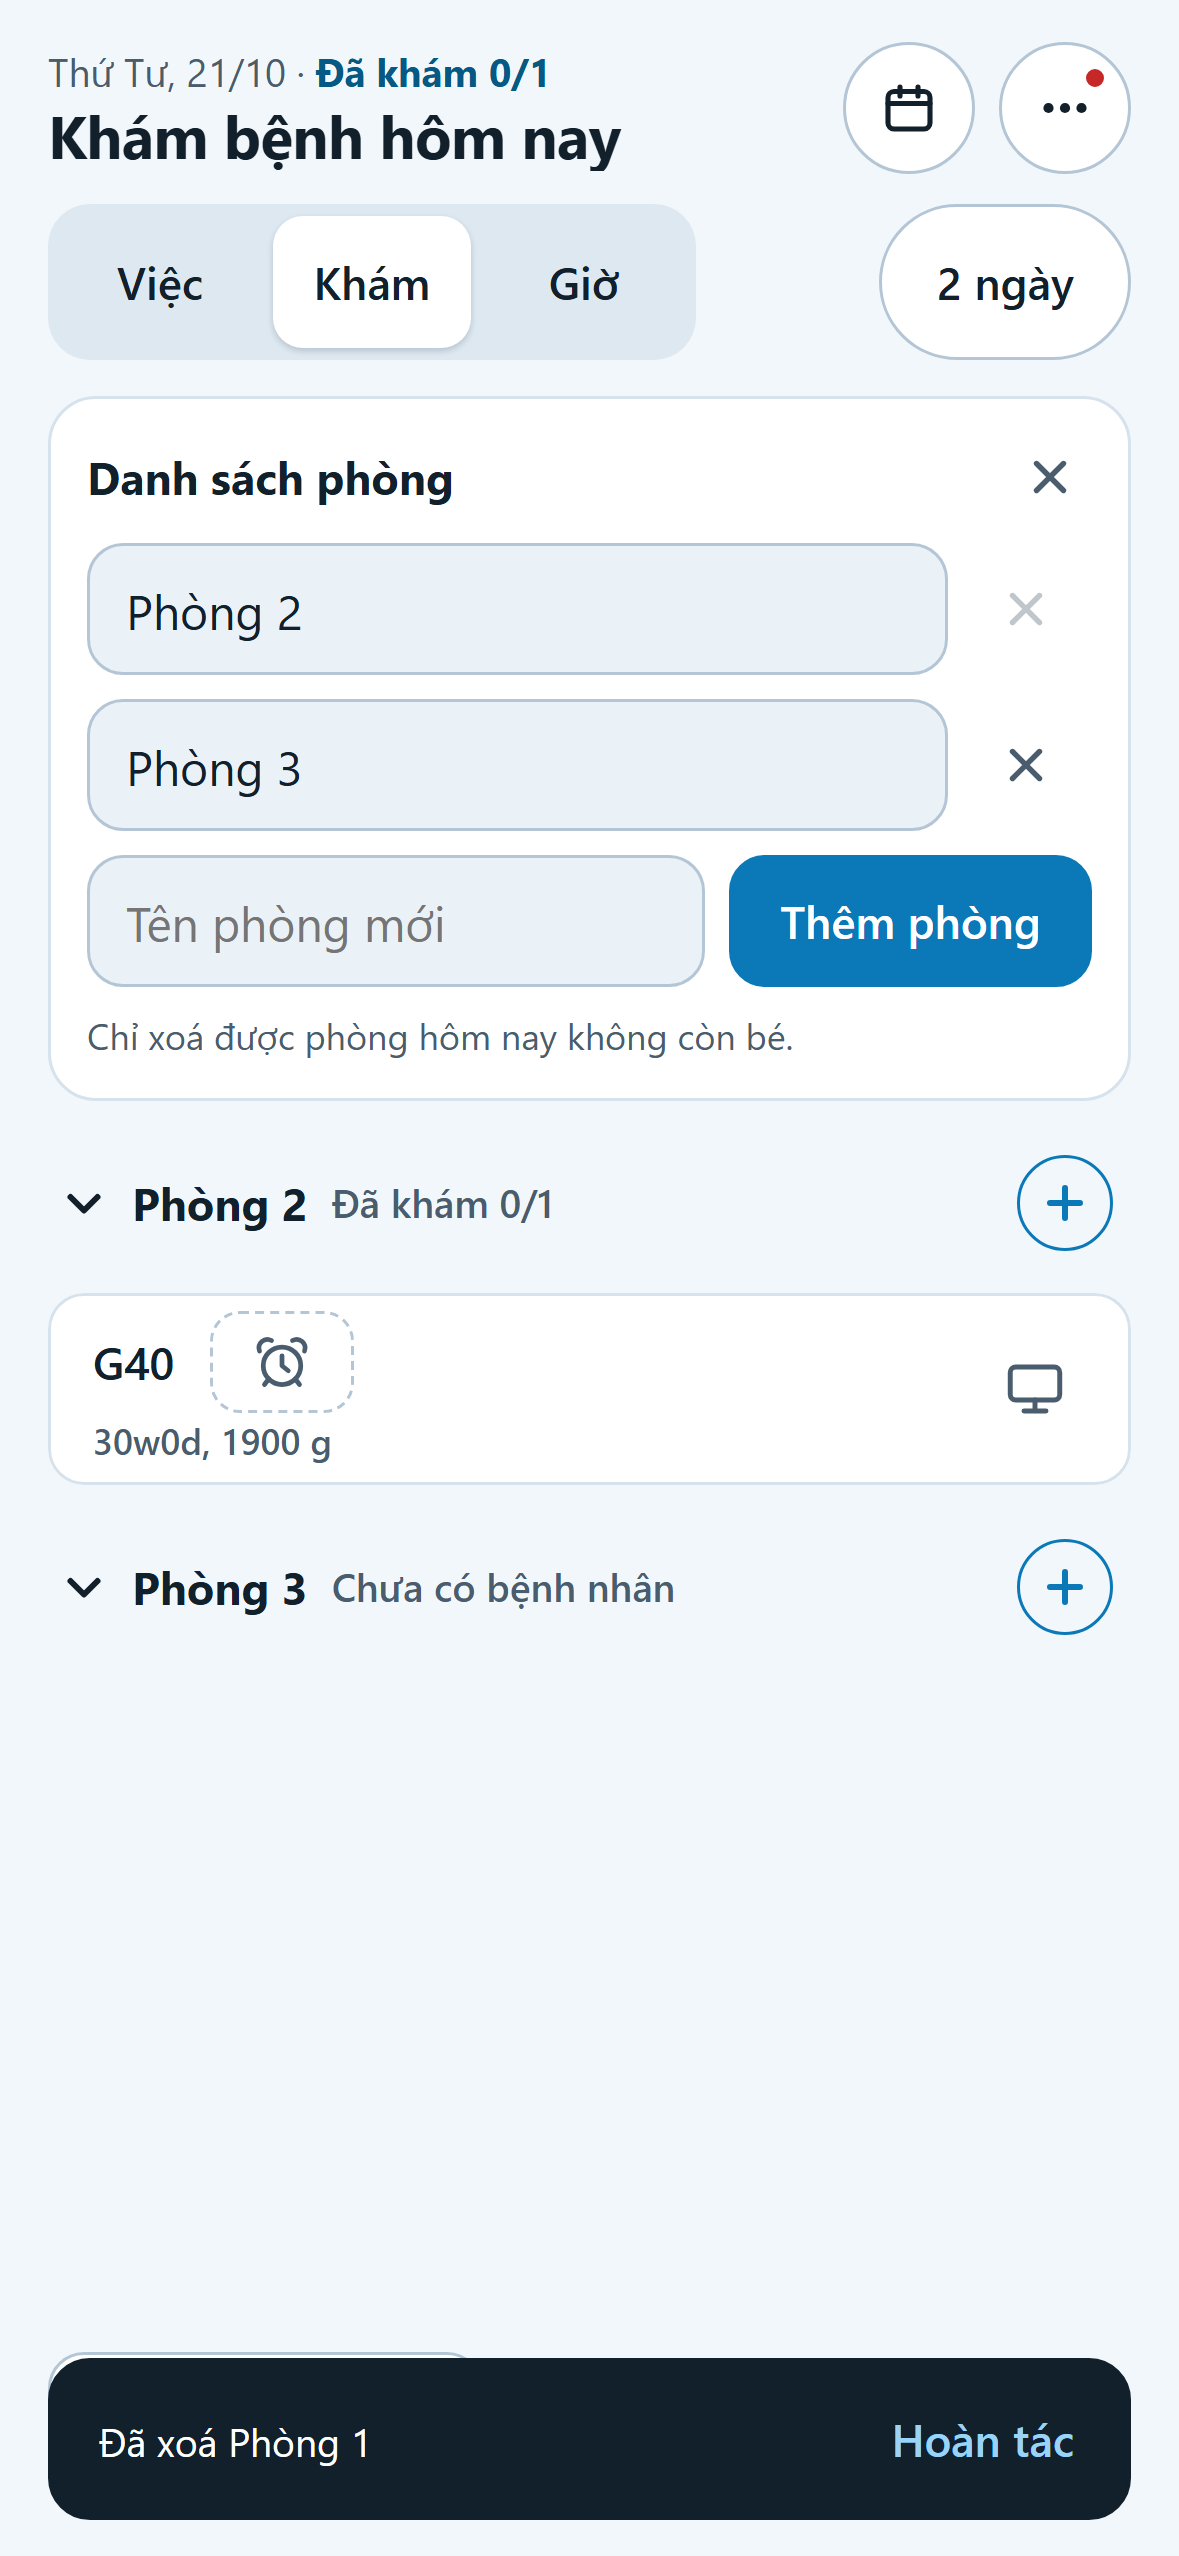 Thứ Tư, 21/10 · Đã khám 0/1
Khám bệnh hôm nay
Việc
Khám
Giờ
2 ngày
Danh sách phòng
Phòng 2
Phòng 3
Tên phòng mới
Thêm phòng
Chỉ xoá được phòng hôm nay không còn bé.
Phòng 2 Đã khám 0/1
G40
30w0d, 1900 g
Phòng 3 Chưa có bệnh nhân
Đã xoá Phòng 1
Hoàn tác